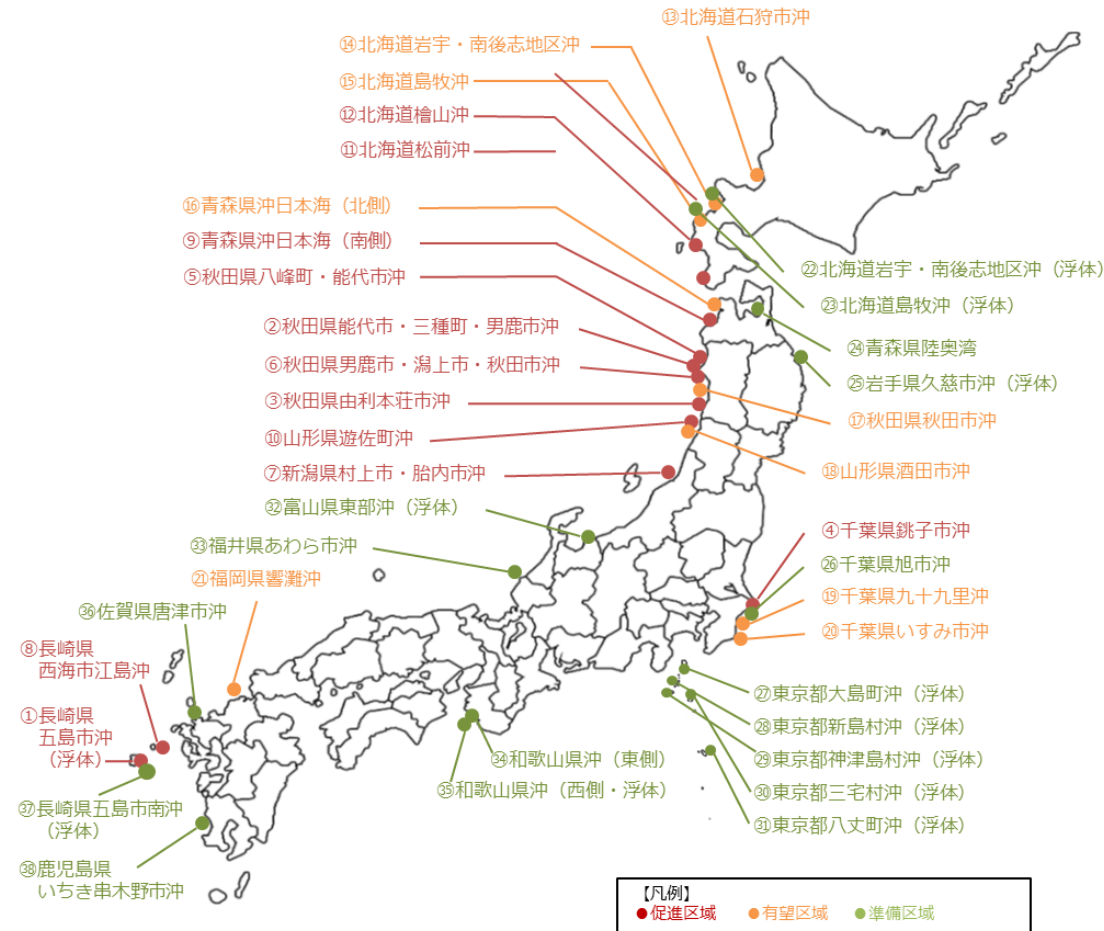 ⑬北海道石狩市沖
⑭北海道岩宇・南後志地区沖
⑮北海道島牧沖
⑫北海道檜山沖
⑪北海道松前沖
⑯青森県沖日本海（北側）
⑨青森県沖日本海（南側）
⑤秋田県八峰町・能代市沖
②秋田県能代市・三種町・男鹿市沖
⑥秋田県男鹿市・潟上市・秋田市沖
③秋田県由利本荘市沖
⑩山形県遊佐町沖
⑦新潟県村上市・胎内市沖
㉜富山県東部沖（浮体）
㉝福井県あわら市沖
㉑福岡県響灘沖
㊱佐賀県唐津市沖
⑧長崎県
西海市江島沖
①長崎県
五島市沖
（浮体）
㊲長崎県五島市南沖
（浮体）
㊳鹿児島県
いちき串木野市沖
㉒北海道岩宇・南後志地区沖（浮体）
㉓北海道島牧沖（浮体）
㉔青森県陸奥湾
㉕岩手県久慈市沖（浮体）
⑰秋田県秋田市沖
⑱山形県酒田市沖
④千葉県銚子市沖
㉖千葉県旭市沖
⑲千葉県九十九里沖
⑳千葉県いすみ市沖
㉗東京都大島町沖（浮体）
㉘東京都新島村沖（浮体）
㉙東京都神津島村沖（浮体）
㉚東京都三宅村沖（浮体）
㉛東京都八丈町沖（浮体）
㉞和歌山県沖（東側）
㉟和歌山県沖（西側・浮体）
【凡例】
●促進区域 ●有望区域 ●準備区域